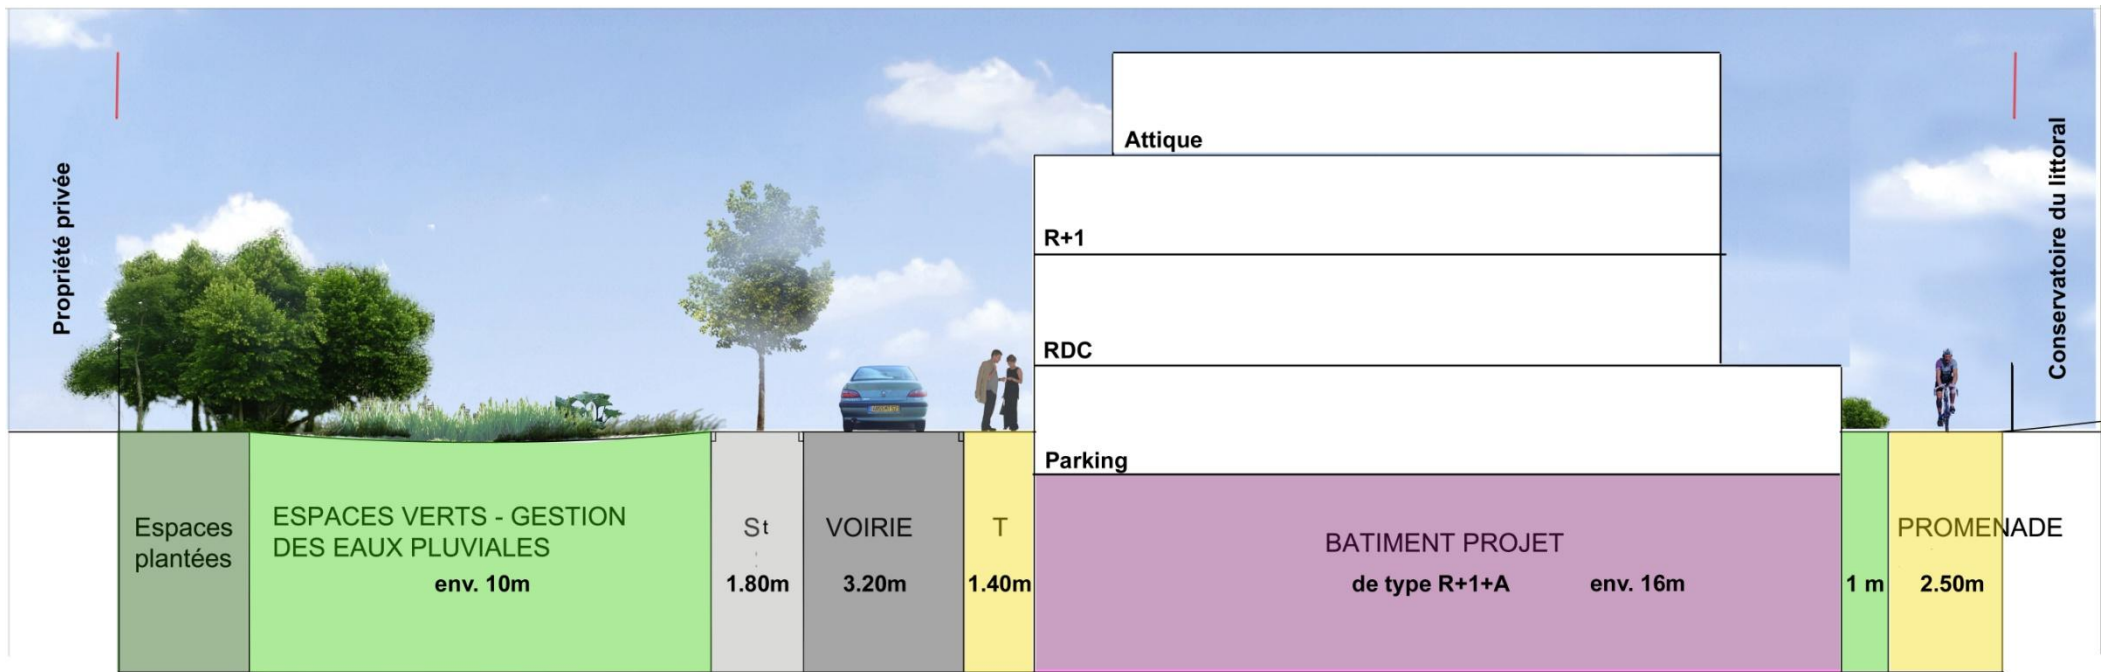 Propriété privée
Attique
R+1
RDC
Parking
Conservatoire du littoral
Espaces
plantées
ESPACES VERTS - GESTION
DES EAUX PLUVIALES
env. 10m
St
1.80m
VOIRIE
3.20m
T
1.40m
BATIMENT PROJET
de type R+1+A env. 16m
1 m
PROMENADE
2.50m